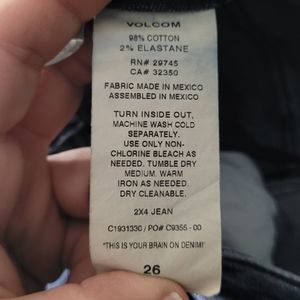 VOLCOM
98% COTTON
2% ELASTANE
RN# 29745
CA# 32350
FABRIC MADE IN MEXICO
ASSEMBLED IN MEXICO
TURN INSIDE OUT,
MACHINE WASH COLD
SEPARATELY.
USE ONLY NON-
CHLORINE BLEACH AS
NEEDED. TUMBLE DRY
MEDIUM. WARM
IRON AS NEEDED.
DRY CLEANABLE.
2X4 JEAN
C1931330 / PO# C9355 - 00
"THIS IS YOUR BRAIN ON DENIM!"
26